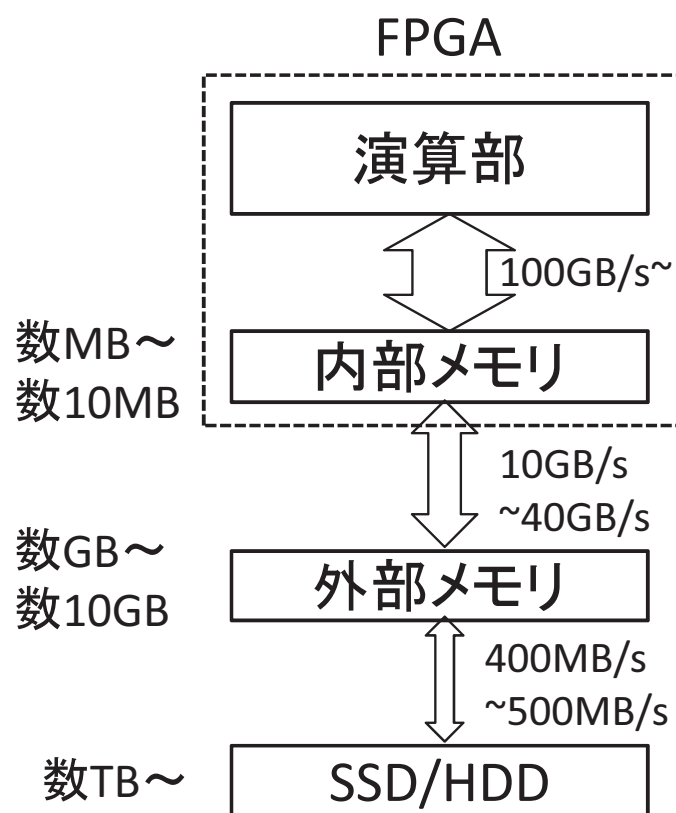 FPGA
演算部
100GB/s~
数MB～
数10MB
内部メモリ
10GB/s
~40GB/s
数GB～
数10GB
外部メモリ
400MB/s
~500MB/s
数TB～
SSD/HDD